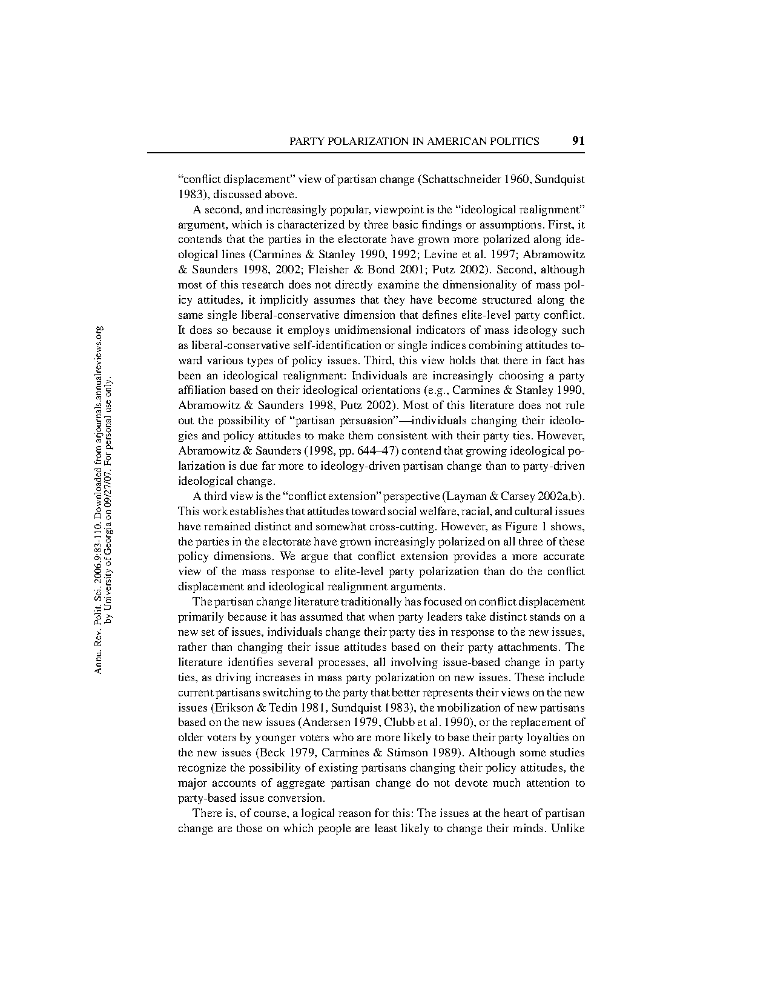 PARTY POLARIZATION IN AMERICAN POLITICS 91
“conflict displacement” view of partisan change (Schattschneider 1960, Sundquist
1983), discussed above.
A second, and increasingly popular, viewpoint is the “ideological realignment”
argument, which is characterized by three basic findings or assumptions. First, it
contends that the parties in the electorate have grown more polarized along ide-
ological lines (Carmines & Stanley 1990, 1992; Levine et al. 1997; Abramowitz
& Saunders 1998, 2002; Fleisher & Bond 2001; Putz 2002). Second, although
most of this research does not directly examine the dimensionality of mass pol-
icy attitudes, it implicitly assumes that they have become structured along the
same single liberal-conservative dimension that defines elite-level party conflict.
It does so because it employs unidimensional indicators of mass ideology such
as liberal-conservative self-identification or single indices combining attitudes to-
ward various types of policy issues. Third, this view holds that there in fact has
been an ideological realignment: Individuals are increasingly choosing a party
affiliation based on their ideological orientations (e.g., Carmines & Stanley 1990,
Abramowitz & Saunders 1998, Putz 2002). Most of this literature does not rule
out the possibility of “partisan persuasion”—individuals changing their ideolo-
gies and policy attitudes to make them consistent with their party ties. However,
Abramowitz & Saunders (1998, pp. 644–47) contend that growing ideological po-
larization is due far more to ideology-driven partisan change than to party-driven
ideological change.
A third view is the “conflict extension” perspective (Layman & Carsey 2002a,b).
This work establishes that attitudes toward social welfare, racial, and cultural issues
have remained distinct and somewhat cross-cutting. However, as Figure 1 shows,
the parties in the electorate have grown increasingly polarized on all three of these
policy dimensions. We argue that conflict extension provides a more accurate
view of the mass response to elite-level party polarization than do the conflict
displacement and ideological realignment arguments.
The partisan change literature traditionally has focused on conflict displacement
primarily because it has assumed that when party leaders take distinct stands on a
new set of issues, individuals change their party ties in response to the new issues,
rather than changing their issue attitudes based on their party attachments. The
literature identifies several processes, all involving issue-based change in party
ties, as driving increases in mass party polarization on new issues. These include
current partisans switching to the party that better represents their views on the new
issues (Erikson & Tedin 1981, Sundquist 1983), the mobilization of new partisans
based on the new issues (Andersen 1979, Clubb et al. 1990), or the replacement of
older voters by younger voters who are more likely to base their party loyalties on
the new issues (Beck 1979, Carmines & Stimson 1989). Although some studies
recognize the possibility of existing partisans changing their policy attitudes, the
major accounts of aggregate partisan change do not devote much attention to
party-based issue conversion.
There is, of course, a logical reason for this: The issues at the heart of partisan
change are those on which people are least likely to change their minds. Unlike
Annu. Rev. Polit. Sci. 2006.9:83-110. Downloaded from arjournals.annualreviews.org
by University of Georgia on 09/27/07. For personal use only.